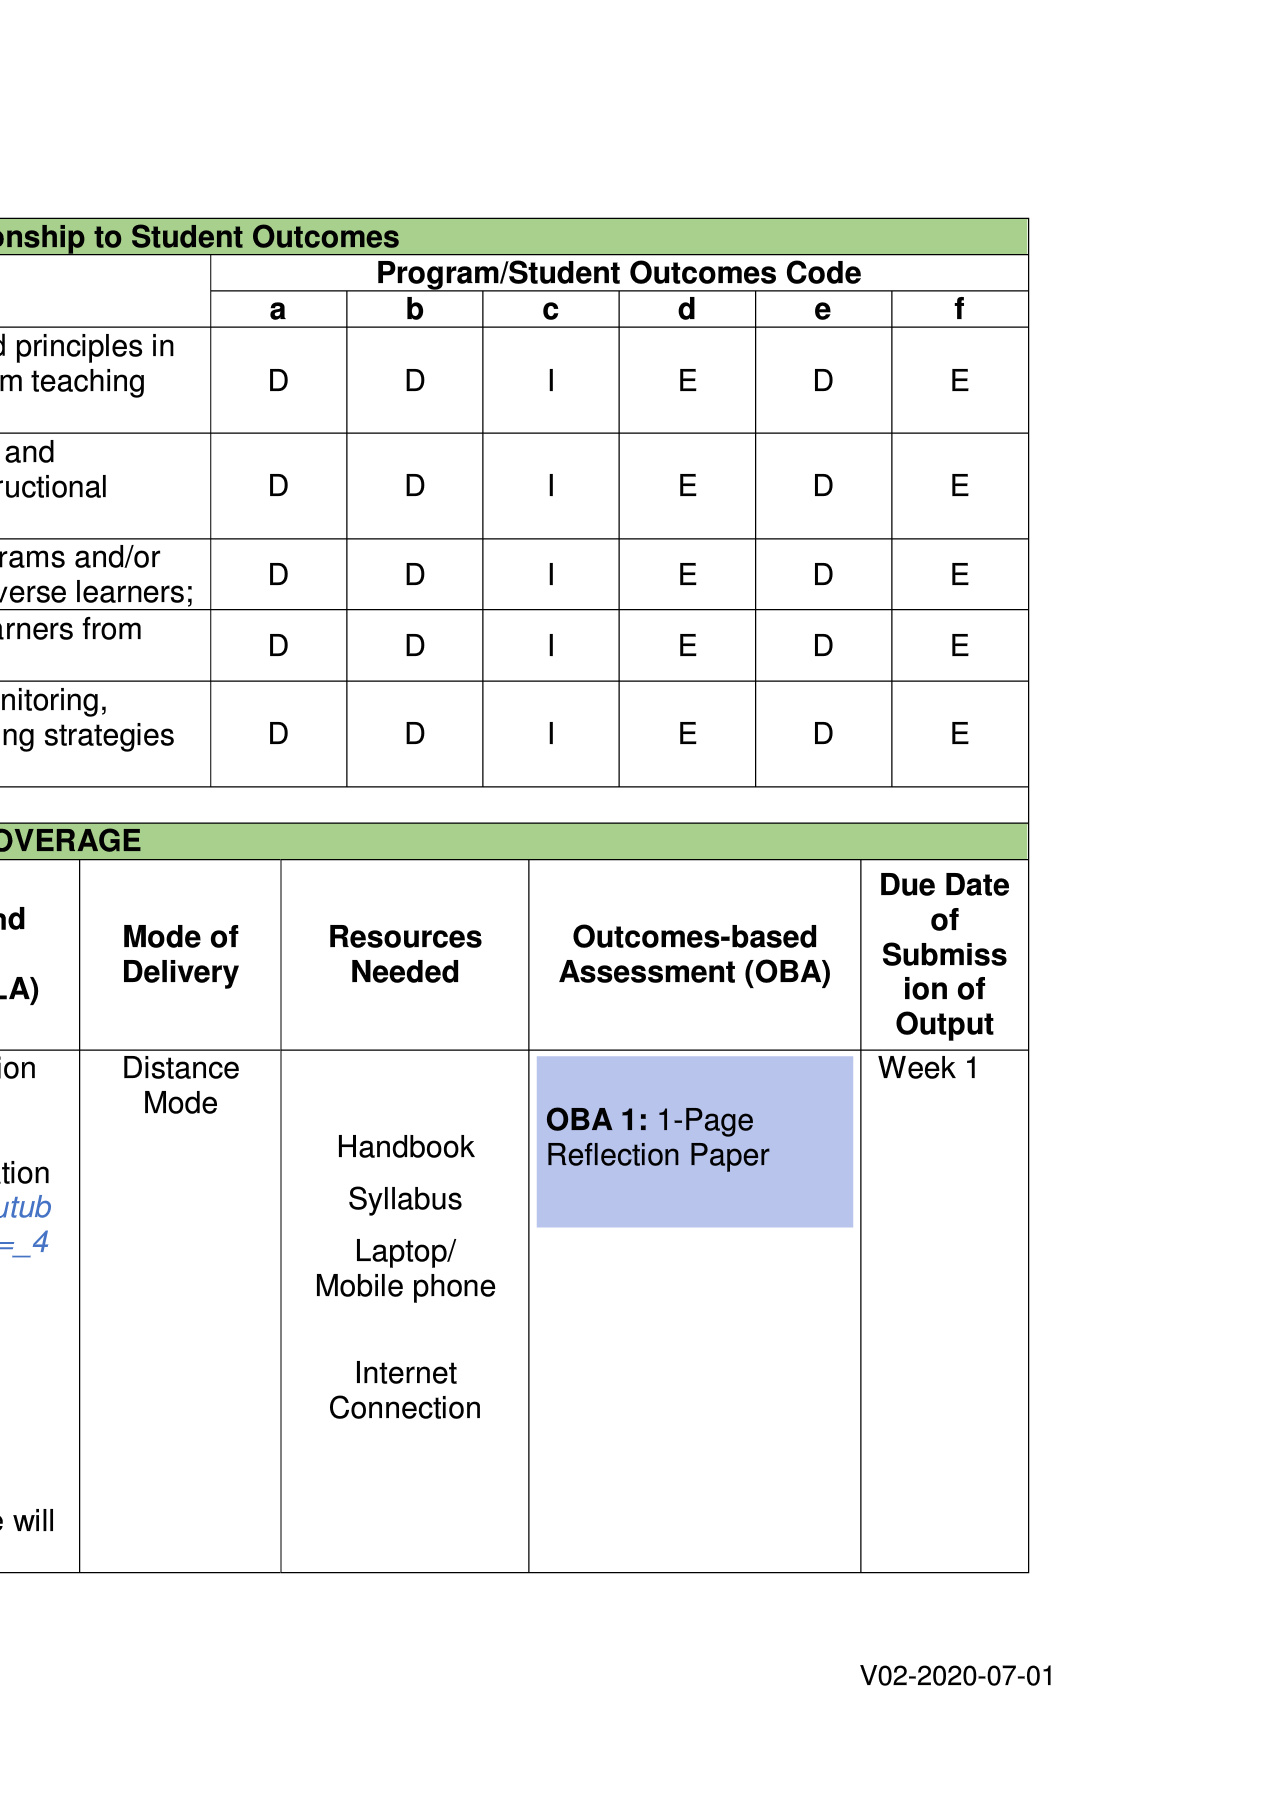 onship to Student Outcomes
Program/Student Outcomes Code
a b c d e f
d principles in
m teaching
D D I E D E
and
ructional
D D I E D E
rams and/or
verse learners;
D D I E D E
arners from
D D I E D E
nitoring,
ng strategies
D D I E D E
OVERAGE
nd
LA)
Mode of
Delivery
Resources
Needed
Outcomes-based
Assessment (OBA)
Due Date
of
Submiss
ion of
Output
ion
tion
utub
=_4
e will
Distance
Mode
Handbook
Syllabus
Laptop/
Mobile phone
Internet
Connection
OBA 1: 1-Page
Reflection Paper
Week 1
V02-2020-07-01